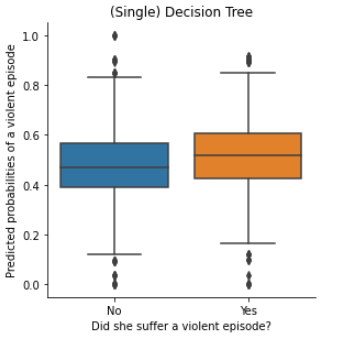 (Single) Decision Tree
Predicted probabilities of a violent episode
1.0
0.8
0.6
0.4
0.2
0.0
No Yes
Did she suffer a violent episode?